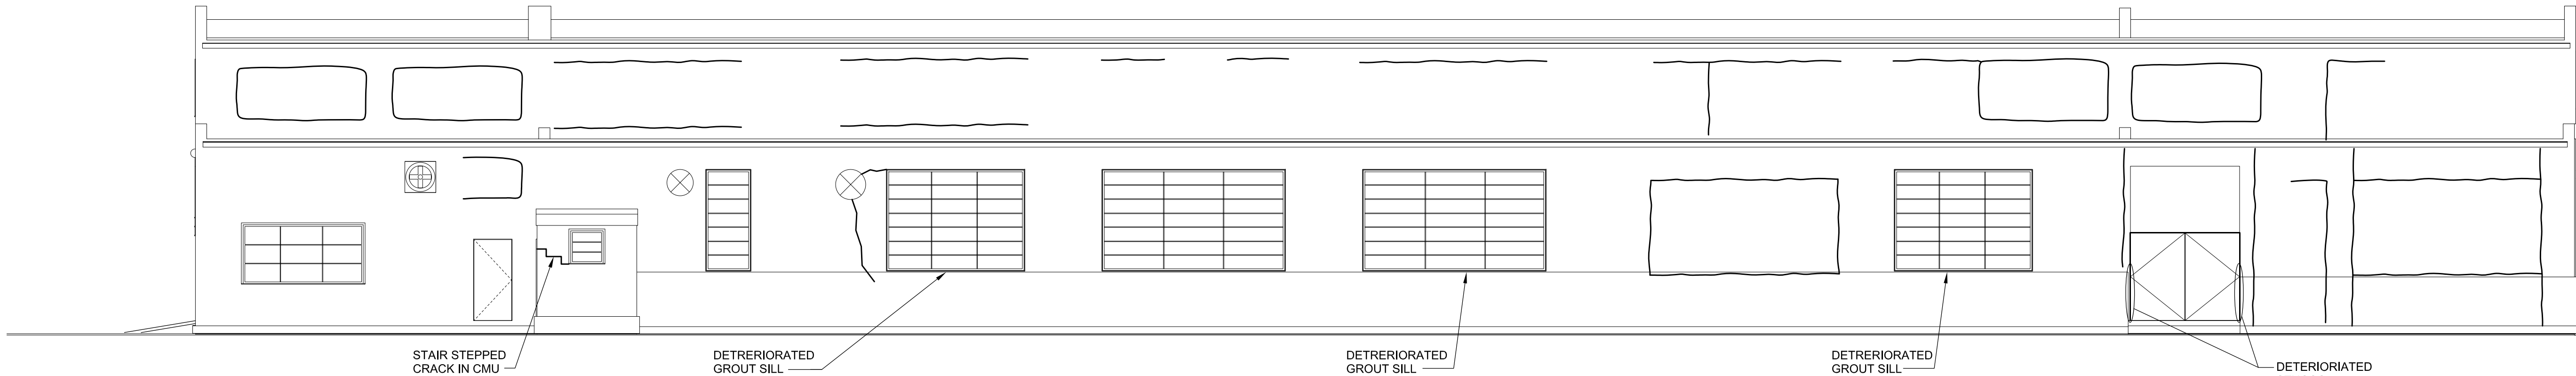 STAIR STEPPED
CRACK IN CMU
DETRERIORATED
GROUT SILL
DETRERIORATED
GROUT SILL
DETRERIORATED
GROUT SILL
DETERIORIATED